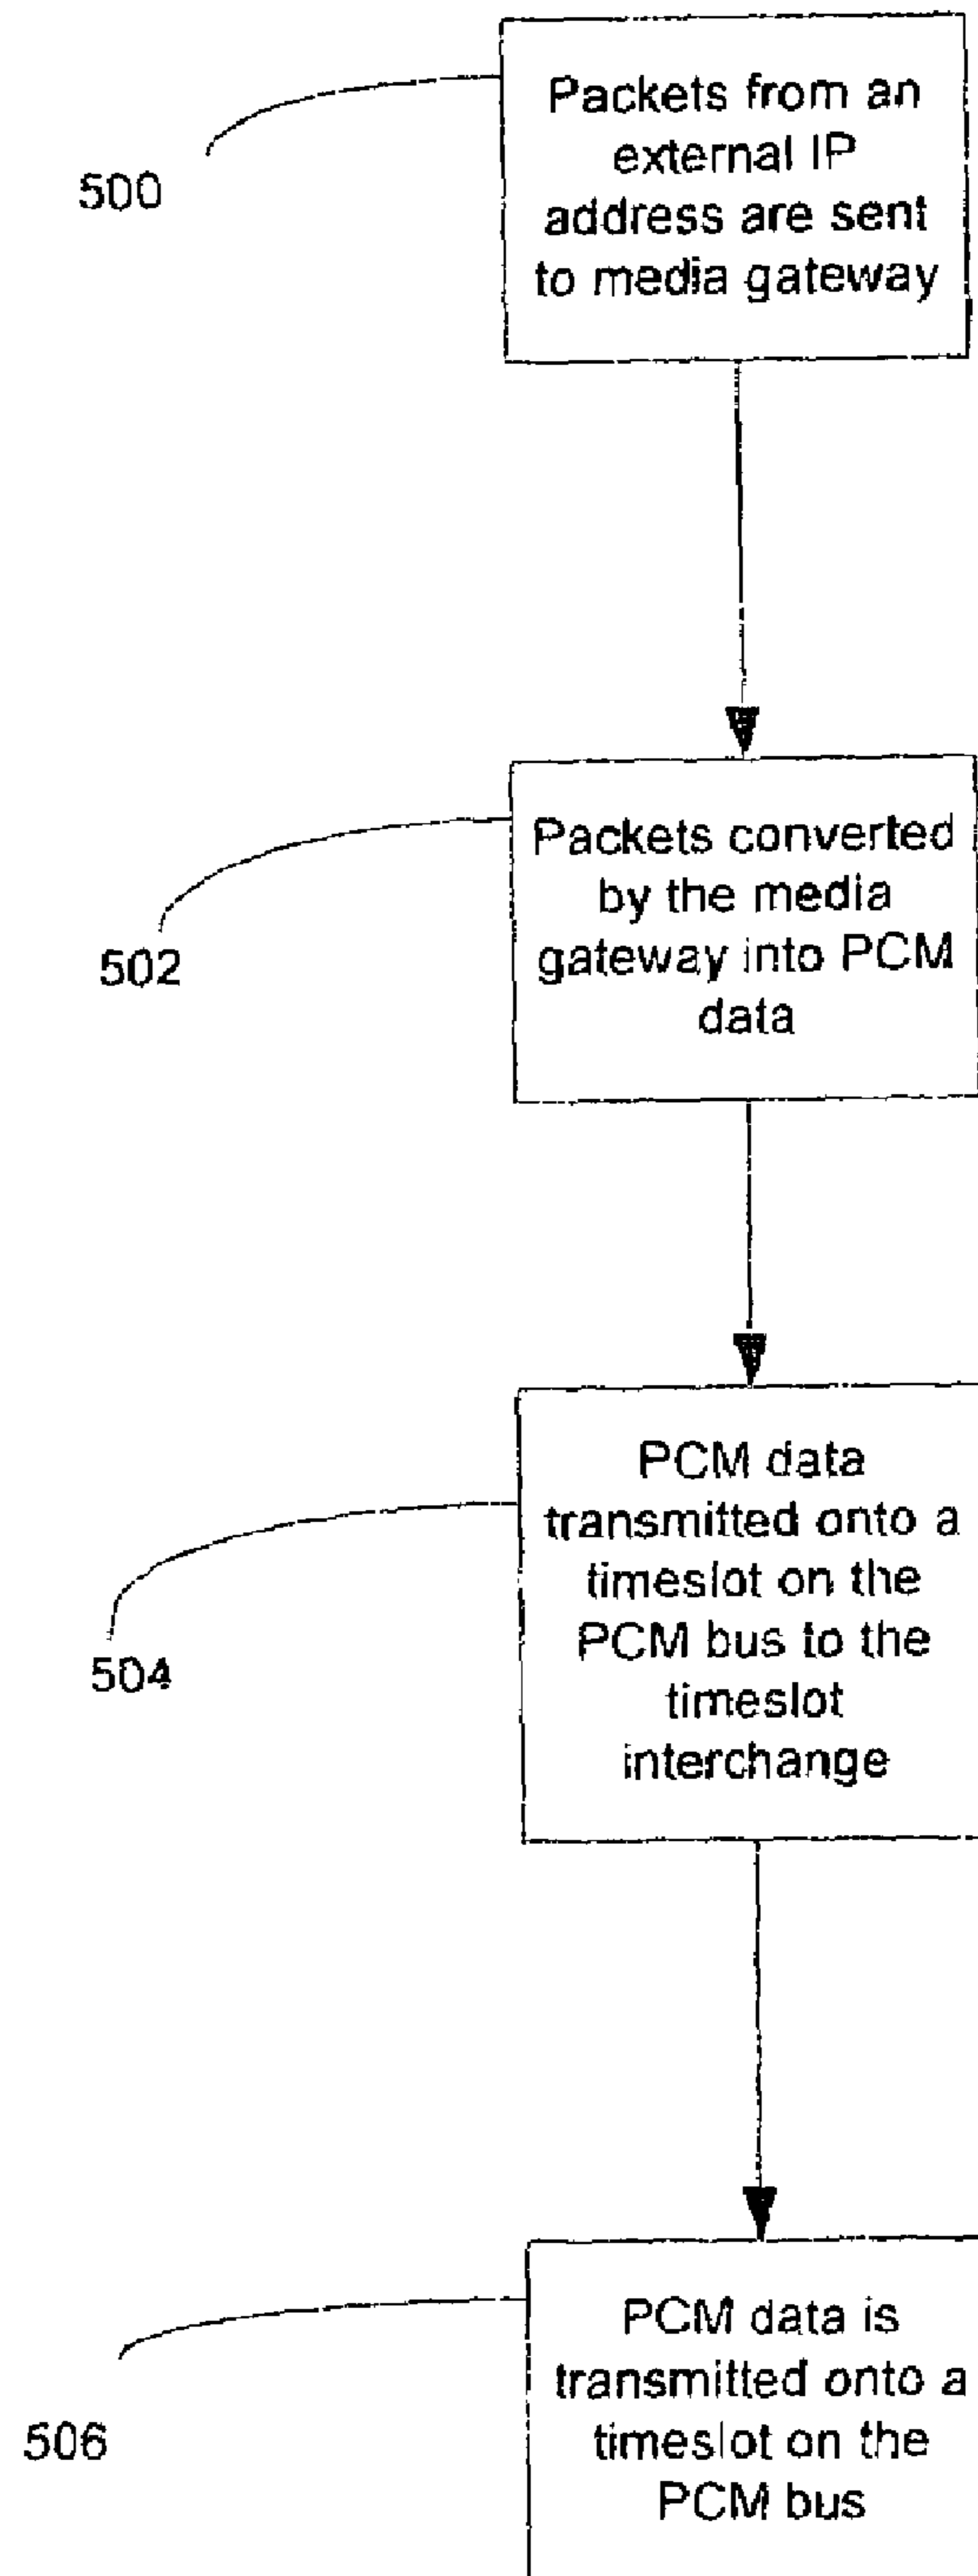 Packets from an
external IP
address are sent
to media gateway
500
Packets converted
by the media
gateway into PCM
data
502
PCM data
transmitted onto a
timeslot on the
PCM bus to the
timeslot
interchange
504
PCM data is
transmitted onto a
timeslot on the
PCM bus
506